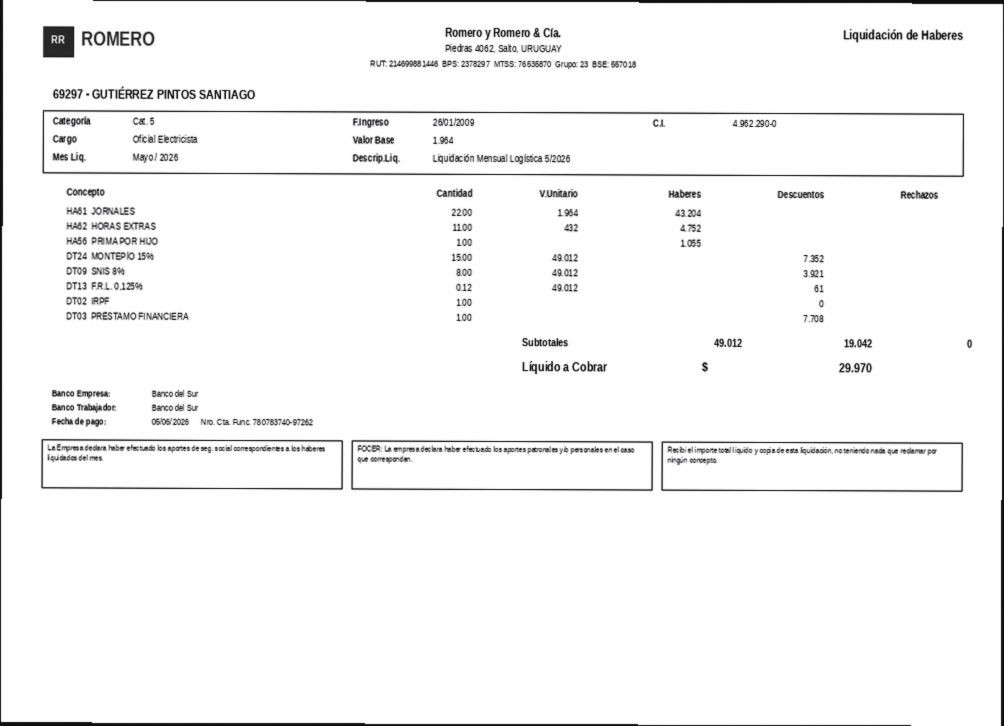 RR ROMERO
Romero y Romero & Cía.
Piedras 4062, Salto, URUGUAY
RUT: 214699881446 BPS: 2378297 MTSS: 76535870 Grupo: 23 BSE: 557018
Liquidación de Haberes
69297 - GUTIÉRREZ PINTOS SANTIAGO
Categoría Cat. 5 F.Ingreso 26/01/2009 C.I. 4.962.290-0
Cargo Oficial Electricista Valor Base 1.964
Mes Liq. Mayo / 2026 Descrip.Liq. Liquidación Mensual Logística 5/2026
Concepto Cantidad V.Unitario Haberes Descuentos Rechazos
HA61 JORNALES 22.00 1.964 43.204
HA62 HORAS EXTRAS 11.00 432 4.752
HA56 PRIMA POR HIJO 1.00 1.055
DT24 MONTEPÍO 15% 15.00 49.012 7.352
DT09 SNIS 8% 8.00 49.012 3.921
DT13 F.R.L. 0,125% 0.12 49.012 61
DT02 IRPF 1.00 0
DT03 PRÉSTAMO FINANCIERA 1.00 7.708
Subtotales 49.012 19.042 0
Líquido a Cobrar $ 29.970
Banco Empresa: Banco del Sur
Banco Trabajador: Banco del Sur
Fecha de pago: 05/06/2026 Nro. Cta. Func. 780783740-97262
La Empresa declara haber efectuado los aportes de seg. social correspondientes a los haberes
liquidados del mes.
FOCER: La empresa declara haber efectuado los aportes patronales y/o personales en el caso
que correspondan.
Recibí el importe total líquido y copia de esta liquidación, no teniendo nada que reclamar por
ningún concepto.